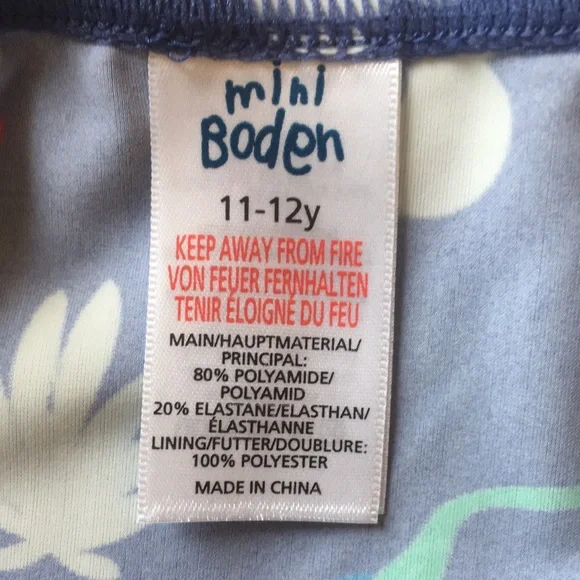 mini
Boden
11-12y
KEEP AWAY FROM FIRE
VON FEUER FERNHALTEN
TENIR ÉLOIGNÉ DU FEU
MAIN/HAUPTMATERIAL/
PRINCIPAL:
80% POLYAMIDE/
POLYAMID
20% ELASTANE/ELASTHAN/
ÉLASTHANNE
LINING/FUTTER/DOUBLURE:
100% POLYESTER
MADE IN CHINA